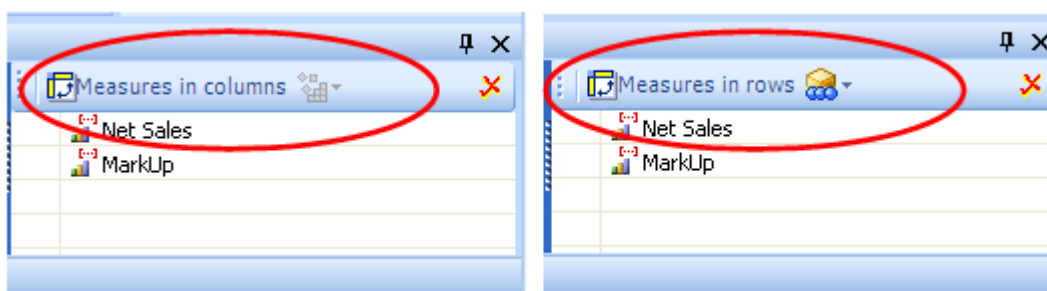 Measures in columns
Net Sales
MarkUp
Measures in rows
Net Sales
MarkUp